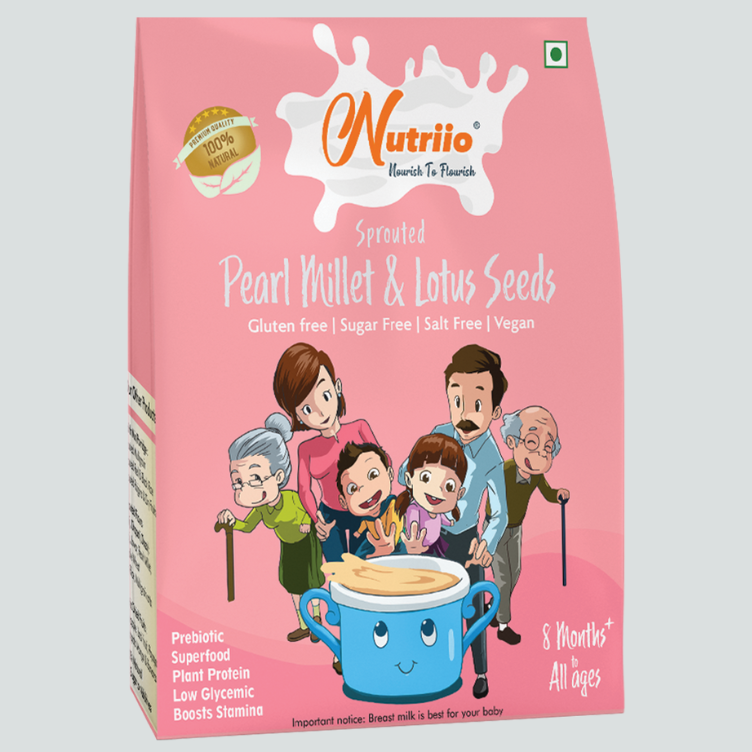 PREMIUM QUALITY
100%
NATURAL
Nutriio®
Nourish To Flourish
Sprouted
Pearl Millet & Lotus Seeds
Gluten free | Sugar Free | Salt Free | Vegan
Prebiotic
Superfood
Plant Protein
Low Glycemic
Boosts Stamina
8 Months+
to
All ages
Important notice: Breast milk is best for your baby